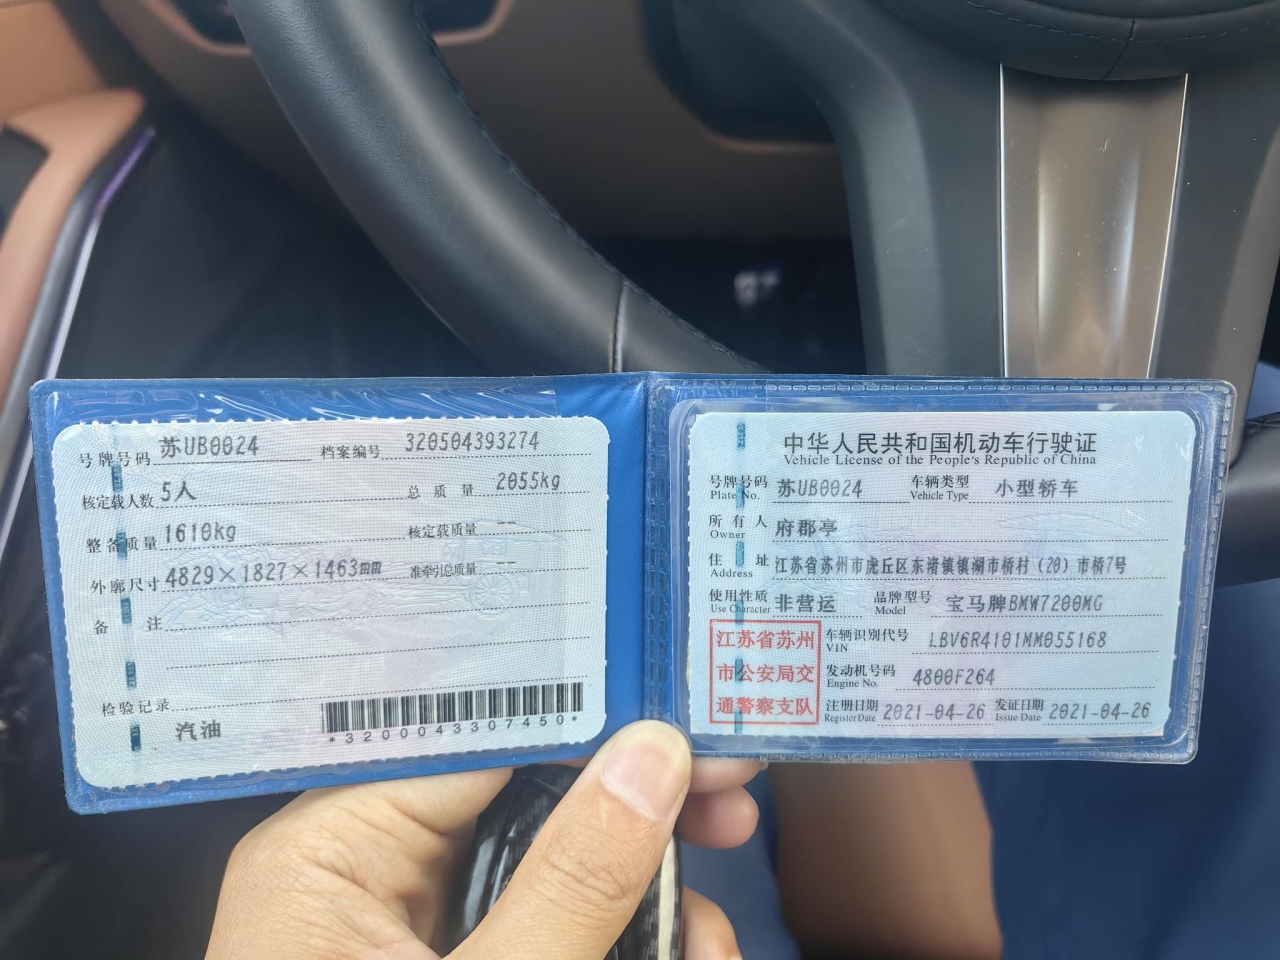 号牌号码 苏UB0024 档案编号 320504393274
核定载人数 5人 总质量 2055kg
整备质量 1610kg 核定载质量 --
外廓尺寸 4829×1827×1463mm 准牵引总质量 --
备注
检验记录
汽油
*3200043307450*
中华人民共和国机动车行驶证
Vehicle License of the People's Republic of China
号牌号码 苏UB0024 车辆类型 小型轿车
Plate No. Vehicle Type
所有人 府郡亭
Owner
住址 江苏省苏州市虎丘区东渚镇镇湖市桥村(20)市桥7号
Address
使用性质 非营运 品牌型号 宝马牌BMW7200MG
Use Character Model
江苏省苏州
市公安局交
通警察支队
车辆识别代号 LBV6R4101MM055168
VIN
发动机号码 4800F264
Engine No.
注册日期 2021-04-26 发证日期 2021-04-26
Register Date Issue Date